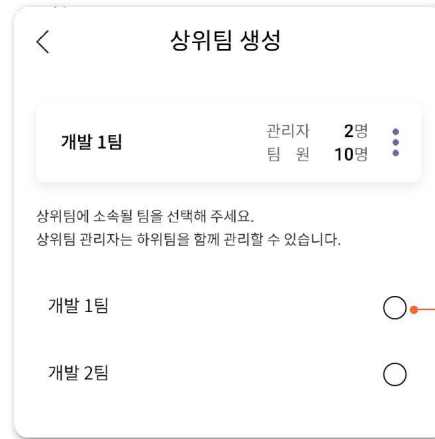 상위팀 생성
개발 1팀
관리자 2명
팀 원 10명
상위팀에 소속될 팀을 선택해 주세요.
상위팀 관리자는 하위팀을 함께 관리할 수 있습니다.
개발 1팀
개발 2팀